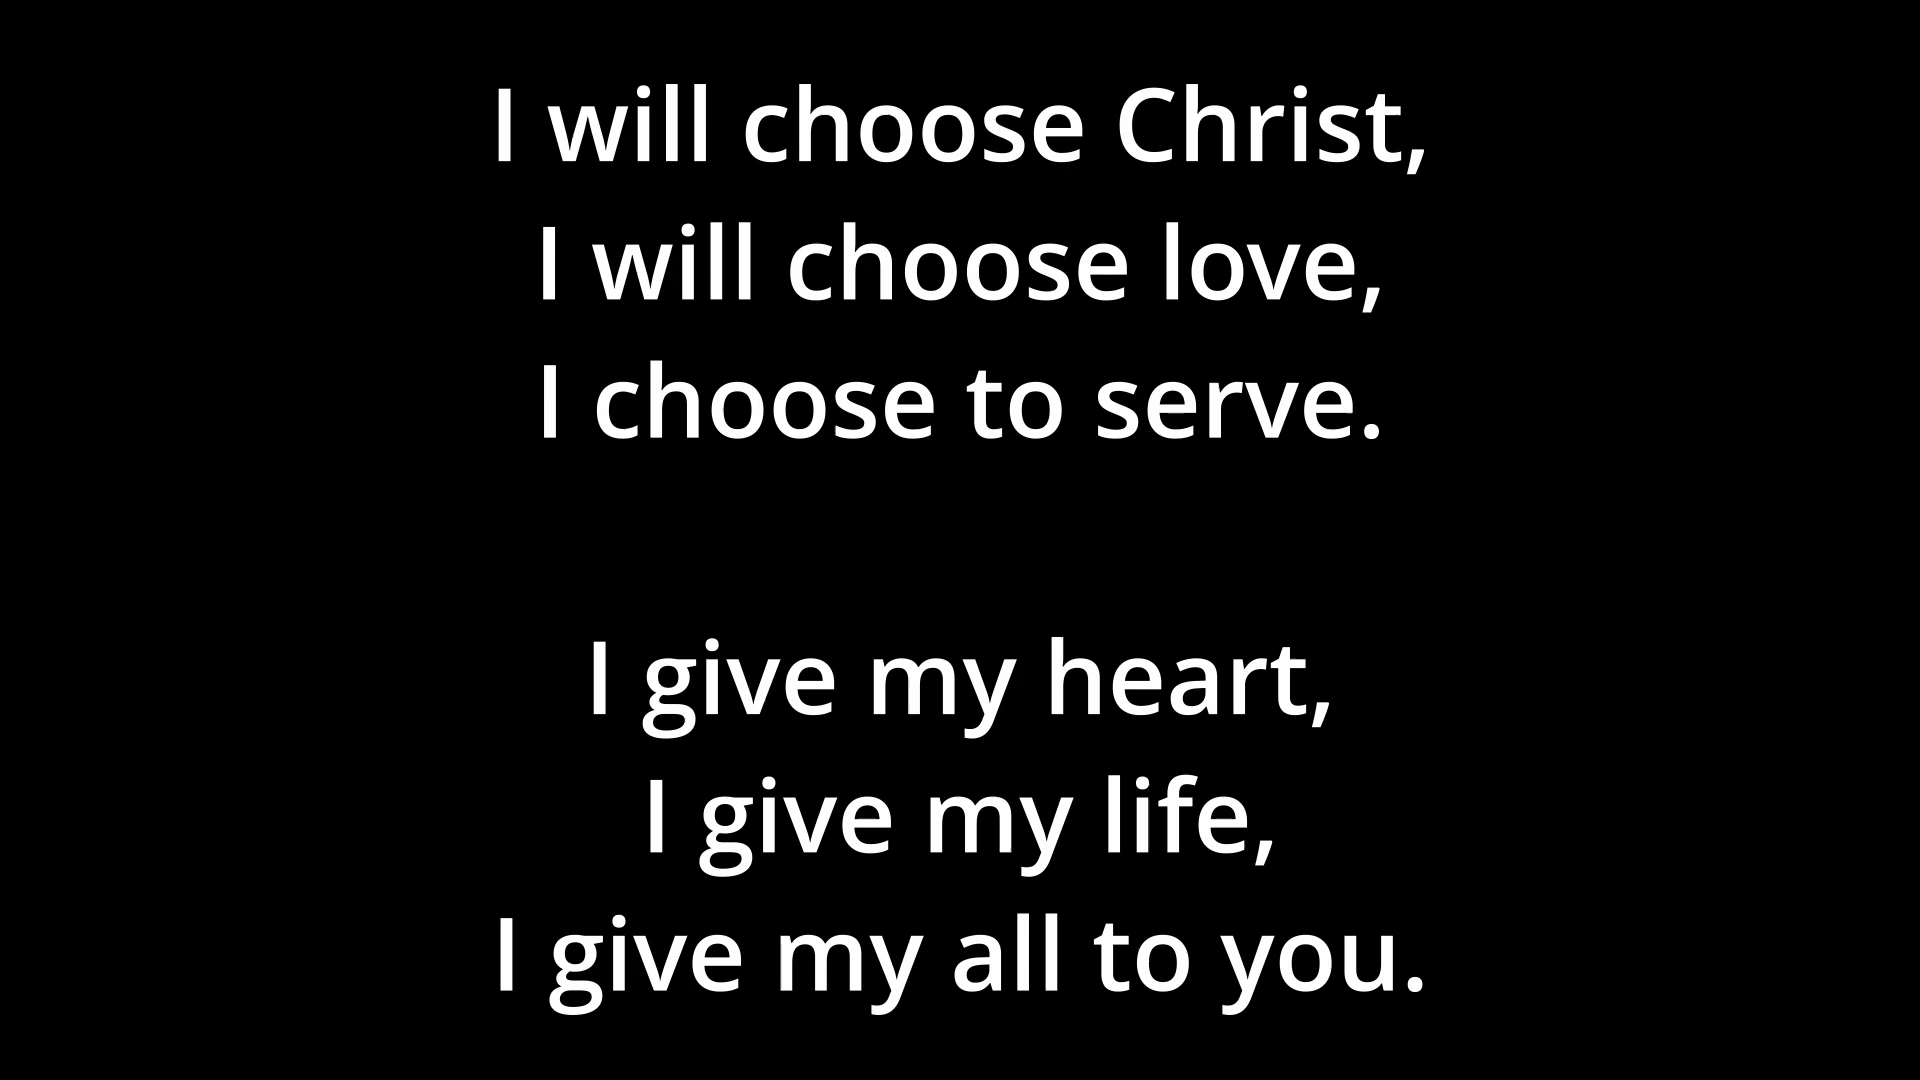 I will choose Christ,
I will choose love,
I choose to serve.
I give my heart,
I give my life,
I give my all to you.